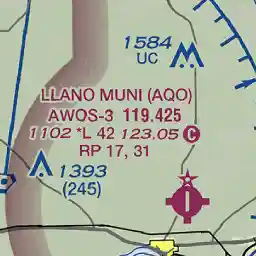 1584
UC
LLANO MUNI (AQO)
AWOS-3 119.425
1102 *L 42 123.05 C
RP 17, 31
1393
(245)